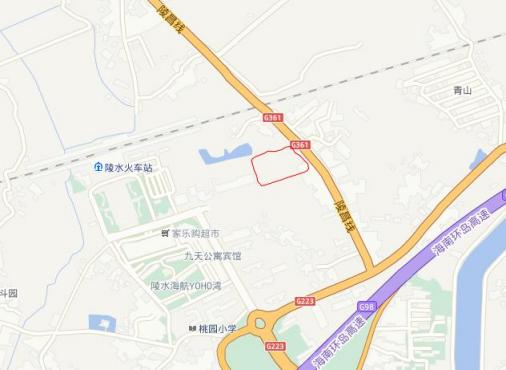 陵昌线
青山
G361
G361
陵水火车站
陵昌线
家乐购超市
海南环岛高速
九天公寓宾馆
陵水海航YOHO湾
斗园
G223
G98
桃园小学
海南环岛高速
G223